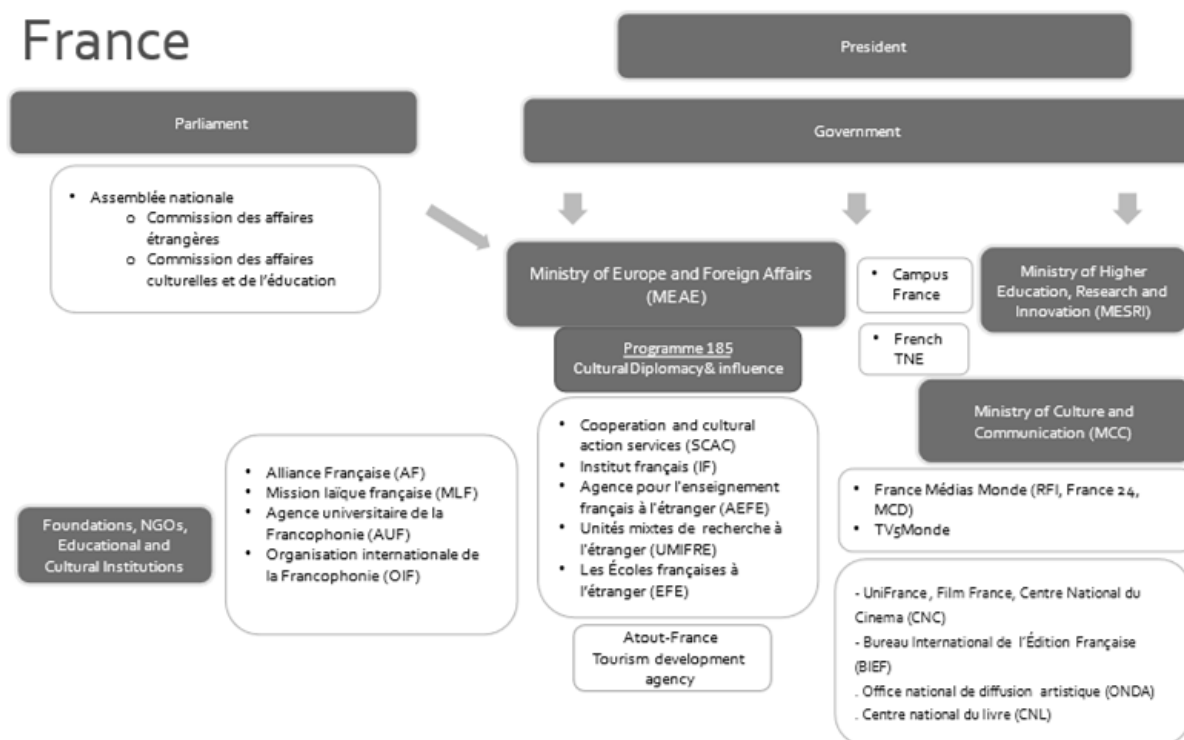 France
President
Parliament
Government
• Assemblée nationale
o Commission des affaires
étrangères
o Commission des affaires
culturelles et de l'éducation
Ministry of Europe and Foreign Affairs
(MEAE)
• Campus
France
Ministry of Higher
Education, Research and
Innovation (MESRI)
• French
TNE
Programme 185
Cultural Diplomacy & influence
Ministry of Culture and
Communication (MCC)
• Cooperation and cultural
action services (SCAC)
• Institut français (IF)
• Agence pour l'enseignement
français à l'étranger (AEFE)
• Unités mixtes de recherche à
l'étranger (UMIFRE)
• Les Écoles françaises à
l'étranger (EFE)
Foundations, NGOs,
Educational and
Cultural Institutions
• Alliance Française (AF)
• Mission laïque française (MLF)
• Agence universitaire de la
Francophonie (AUF)
• Organisation internationale de
la Francophonie (OIF)
• France Médias Monde (RFI, France 24,
MCD)
• TV5Monde
Atout-France
Tourism development
agency
- UniFrance, Film France, Centre National du
Cinema (CNC)
- Bureau International de l'Édition Française
(BIEF)
. Office national de diffusion artistique (ONDA)
. Centre national du livre (CNL)